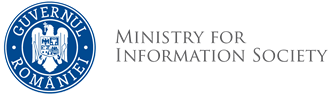 GUVERNUL
ROMÂNIEI
MINISTRY FOR
INFORMATION SOCIETY